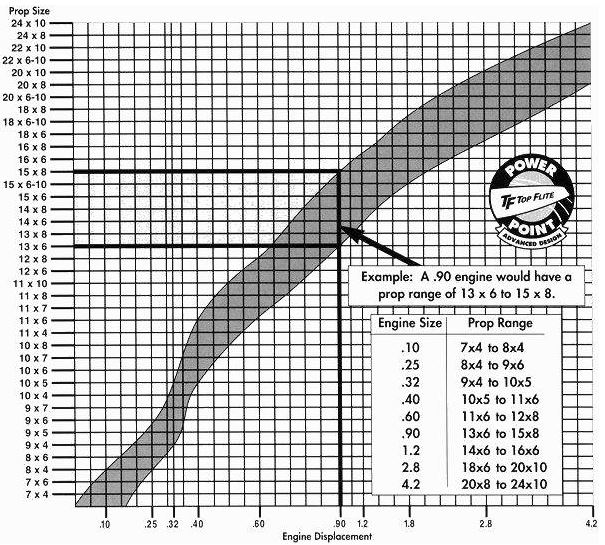 Prop Size
24 x 10
24 x 8
22 x 10
22 x 6-10
20 x 10
20 x 8
20 x 6-10
18 x 8
18 x 6-10
16 x 8
16 x 6
15 x 8
15 x 6-10
15 x 6
14 x 8
14 x 6
13 x 8
13 x 6
12 x 8
12 x 6
11 x 10
11 x 8
11 x 7
11 x 6
10 x 8
10 x 7
10 x 6
10 x 5
10 x 4
9 x 7
9 x 6
9 x 5
9 x 4
8 x 6
8 x 4
7 x 6
7 x 4
POWER
TF TOP FLITE
POINT
ADVANCED DESIGN
Example: A .90 engine would have a
prop range of 13 x 6 to 15 x 8.
Engine Size Prop Range
.10 7x4 to 8x4
.25 8x4 to 9x6
.32 9x4 to 10x5
.40 10x5 to 11x6
.60 11x6 to 12x8
.90 13x6 to 15x8
1.2 14x6 to 16x6
2.8 18x6 to 20x10
4.2 20x8 to 24x10
.10 .25 .32 .40 .60 .90 1.2 1.8 2.8 4.2
Engine Displacement